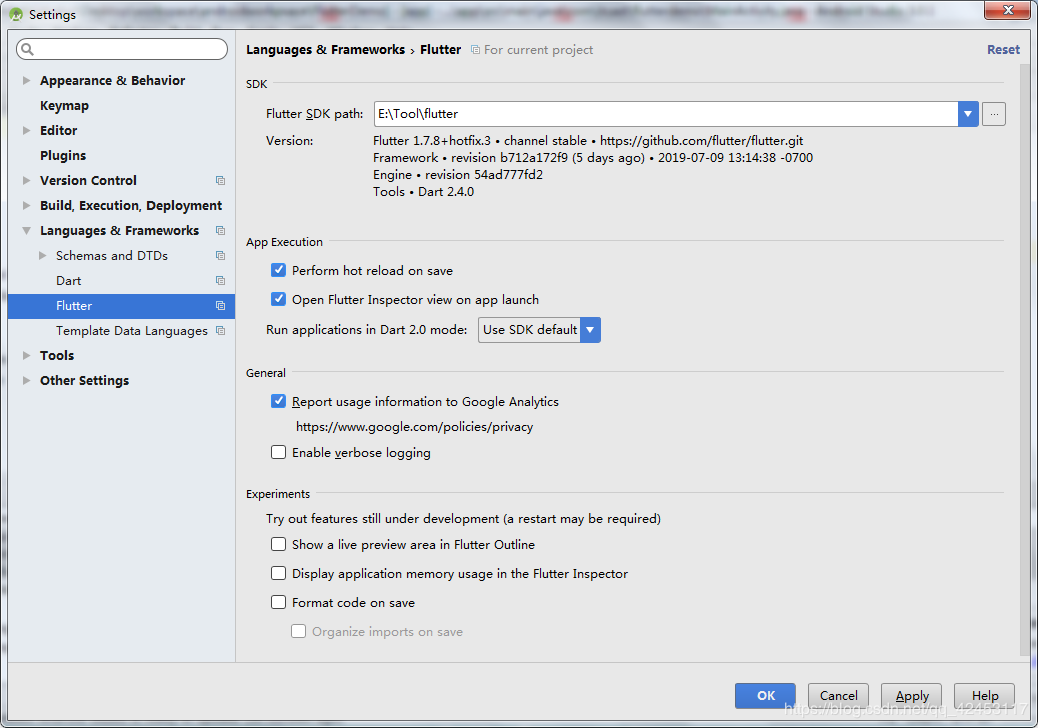 Settings
Languages & Frameworks › Flutter For current project Reset
Appearance & Behavior
Keymap
Editor
Plugins
Version Control
Build, Execution, Deployment
Languages & Frameworks
Schemas and DTDs
Dart
Flutter
Template Data Languages
Tools
Other Settings
SDK
Flutter SDK path: E:\Tool\flutter ...
Version: Flutter 1.7.8+hotfix.3 • channel stable • https://github.com/flutter/flutter.git
Framework • revision b712a172f9 (5 days ago) • 2019-07-09 13:14:38 -0700
Engine • revision 54ad777fd2
Tools • Dart 2.4.0
App Execution
Perform hot reload on save
Open Flutter Inspector view on app launch
Run applications in Dart 2.0 mode: Use SDK default
General
Report usage information to Google Analytics
https://www.google.com/policies/privacy
Enable verbose logging
Experiments
Try out features still under development (a restart may be required)
Show a live preview area in Flutter Outline
Display application memory usage in the Flutter Inspector
Format code on save
Organize imports on save
OK Cancel Apply Help
https://blog.csdn.net/qq_42453117